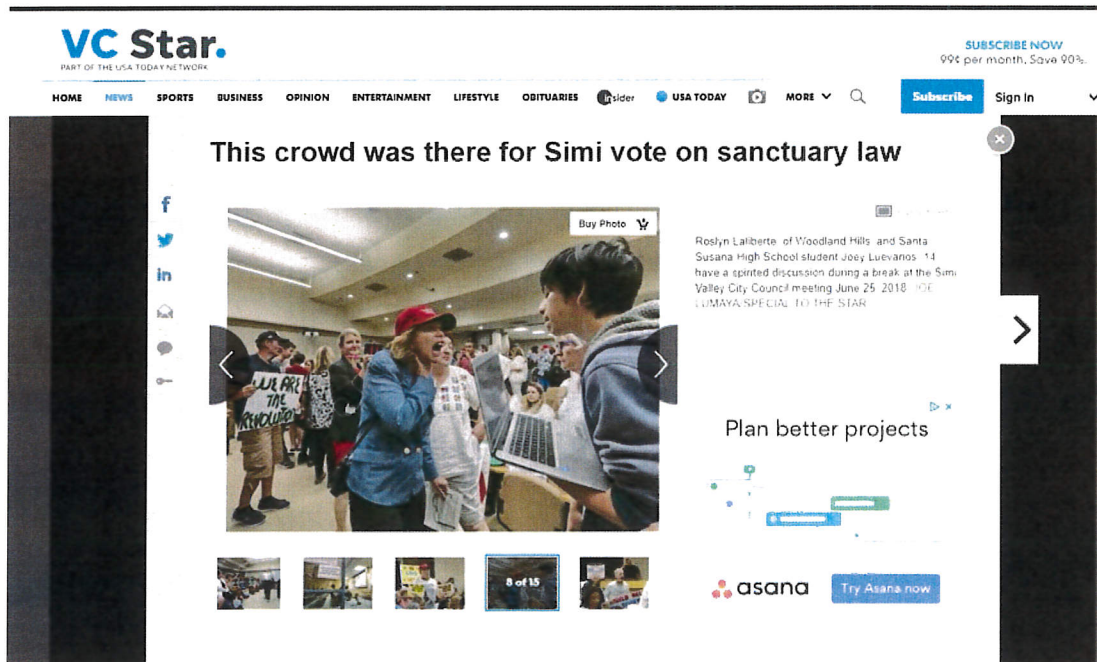 VC Star.
PART OF THE USA TODAY NETWORK
SUBSCRIBE NOW
99¢ per month. Save 90%.
HOME NEWS SPORTS BUSINESS OPINION ENTERTAINMENT LIFESTYLE OBITUARIES insider USA TODAY MORE Subscribe Sign In
This crowd was there for Simi vote on sanctuary law
Buy Photo
WE ARE
THE
REVOLUTION
Roslyn Laliberte of Woodland Hills and Santa
Susana High School student Joey Luevanos 14
have a spirited discussion during a break at the Simi
Valley City Council meeting June 25, 2018. JOE
LUMAYA SPECIAL TO THE STAR
Plan better projects
8 of 15
asana
Try Asana now